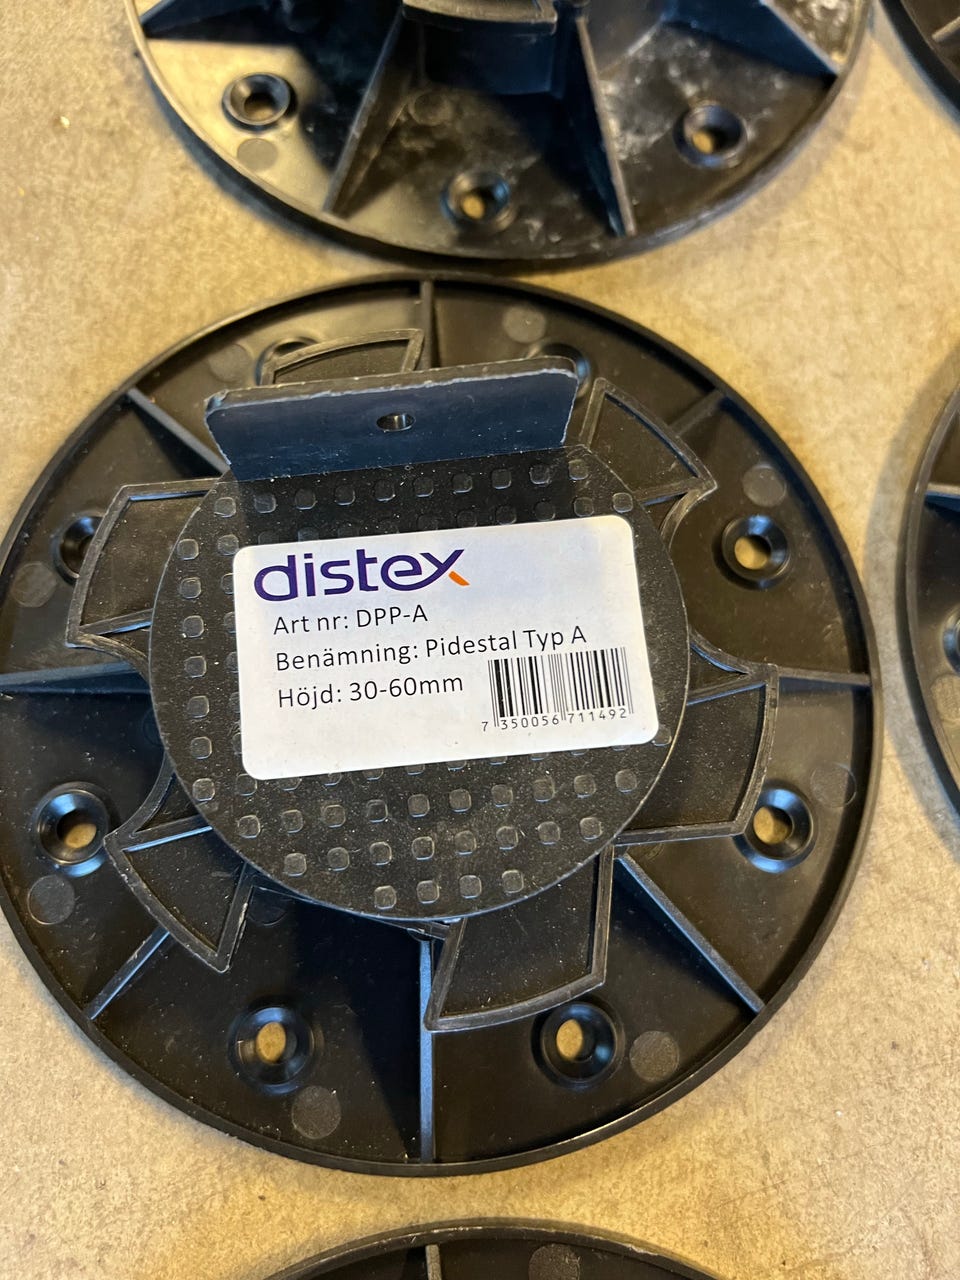 distex
Art nr: DPP-A
Benämning: Pidestal Typ A
Höjd: 30-60mm
7 350056 711492